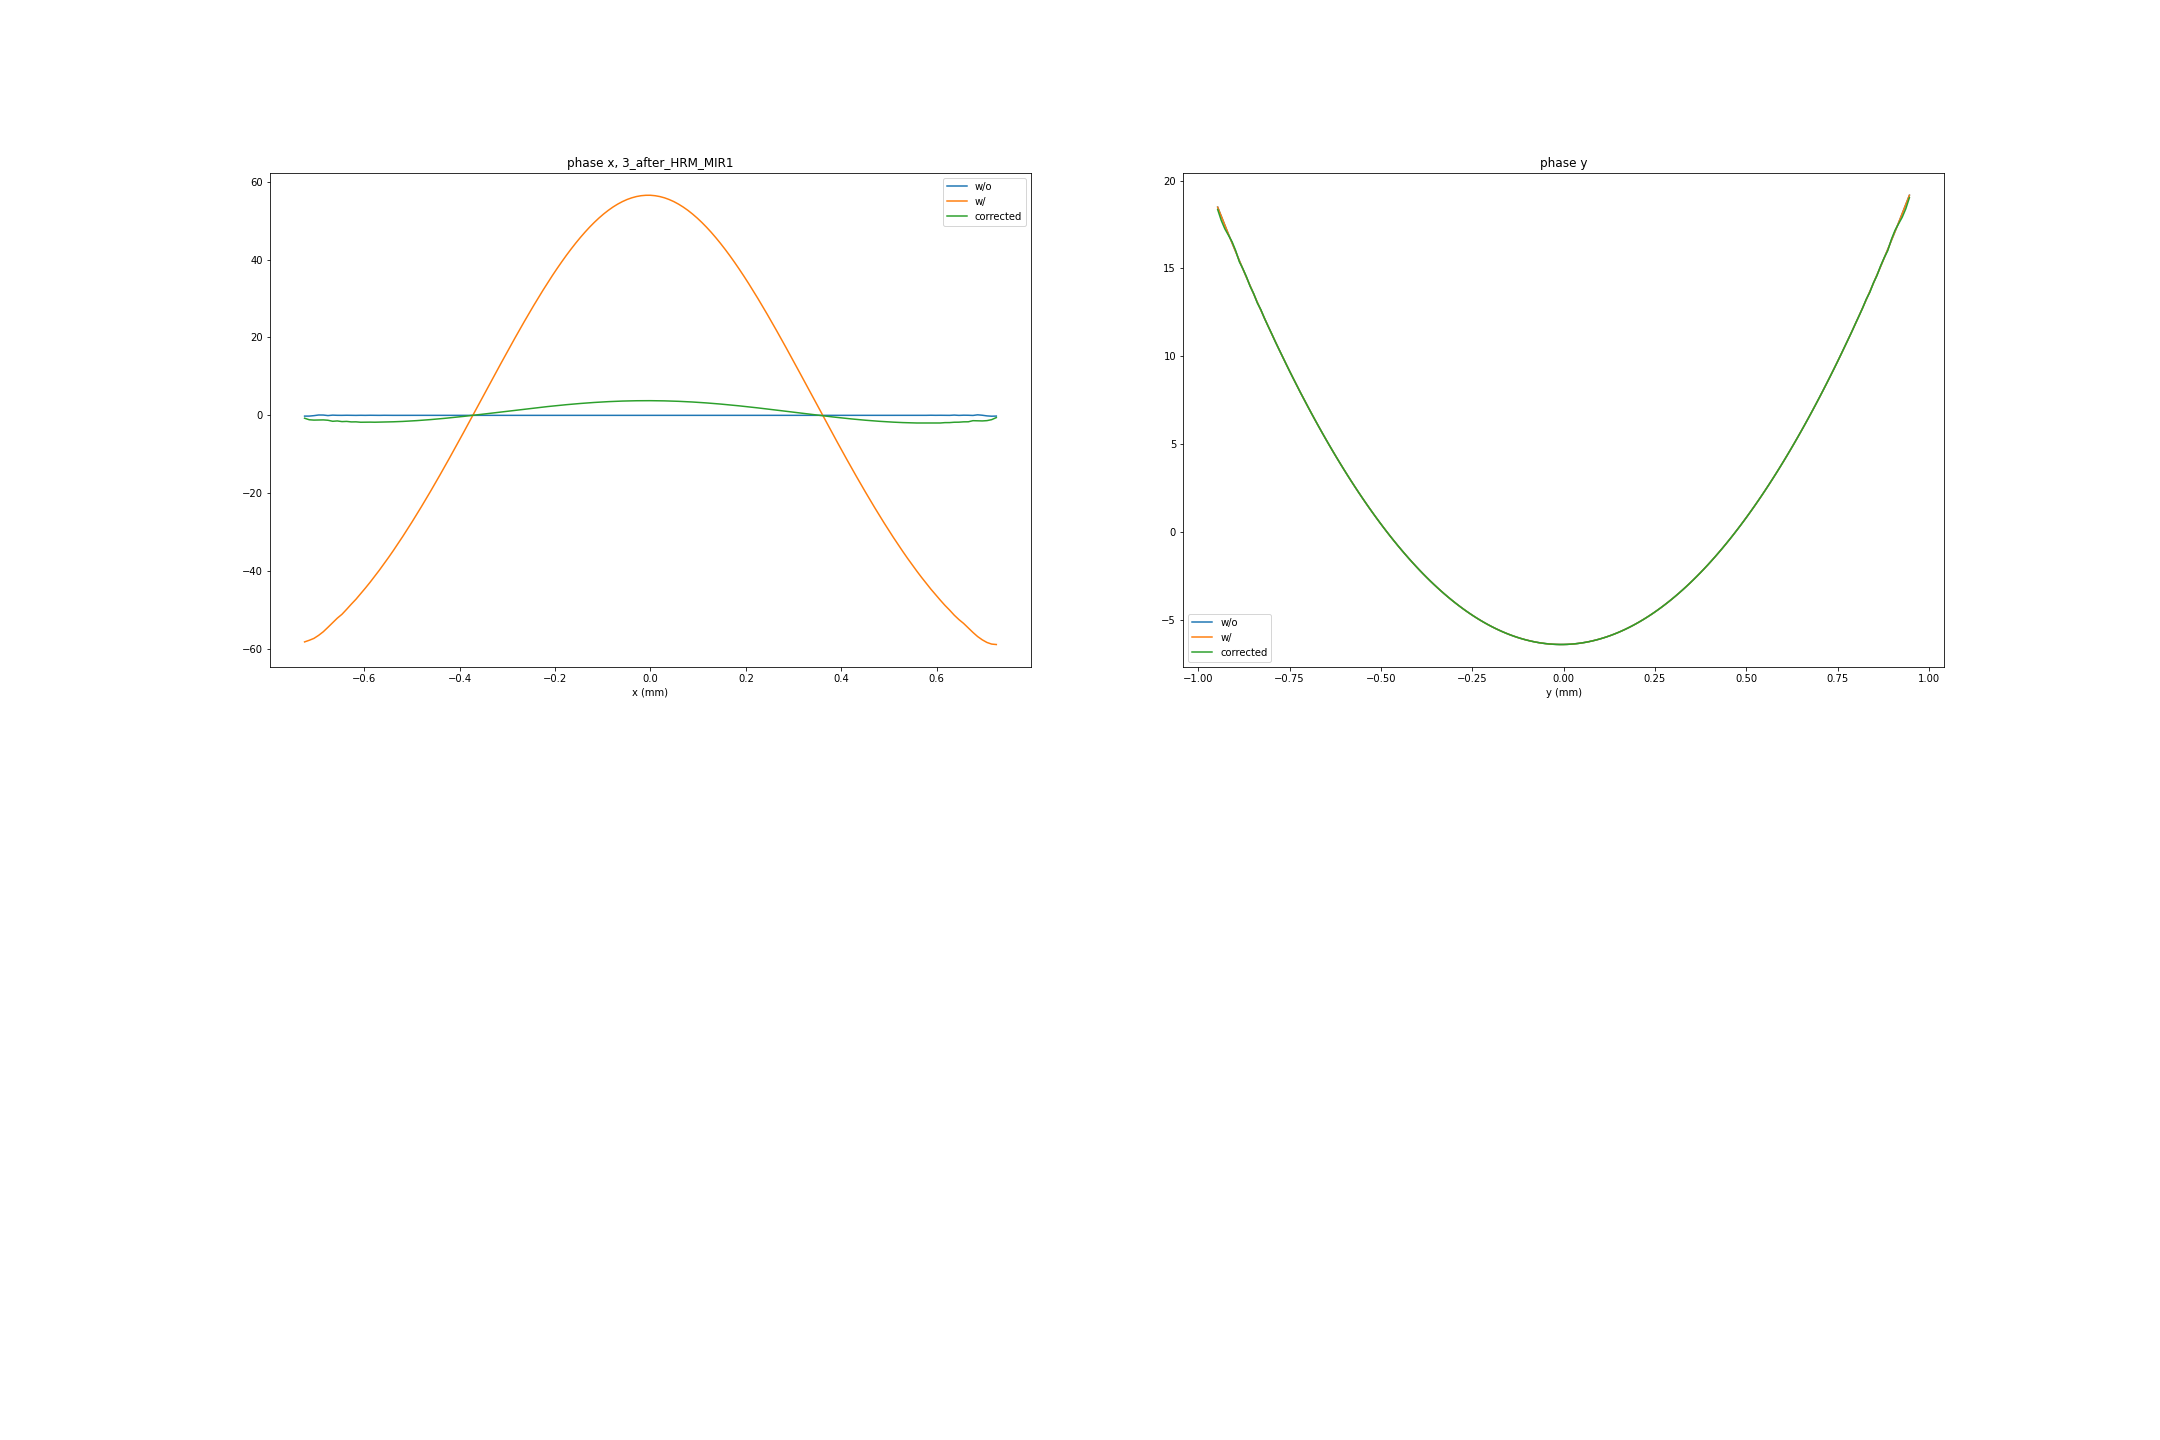 phase x, 3_after_HRM_MIR1
60
40
20
0
−20
−40
−60
w/o
w/
corrected
−0.6 −0.4 −0.2 0.0 0.2 0.4 0.6
x (mm)
phase y
20
15
10
5
0
−5
w/o
w/
corrected
−1.00 −0.75 −0.50 −0.25 0.00 0.25 0.50 0.75 1.00
y (mm)